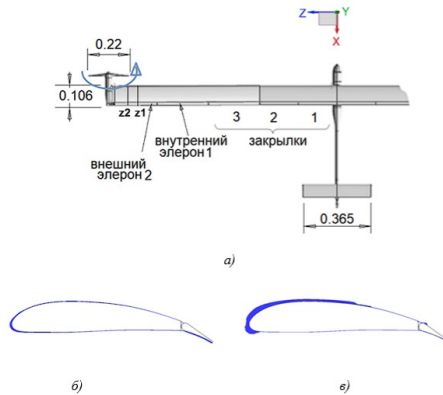 Z Y
X
0.22
0.106
z2 z1
3 2 1
внутренний
элерон 1
закрылки
внешний
элерон 2
0.365
а)
б) в)